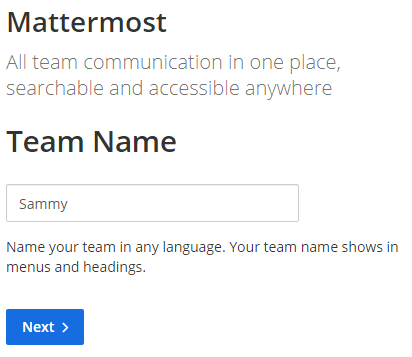 Mattermost
All team communication in one place,
searchable and accessible anywhere
Team Name
Sammy
Name your team in any language. Your team name shows in
menus and headings.
Next